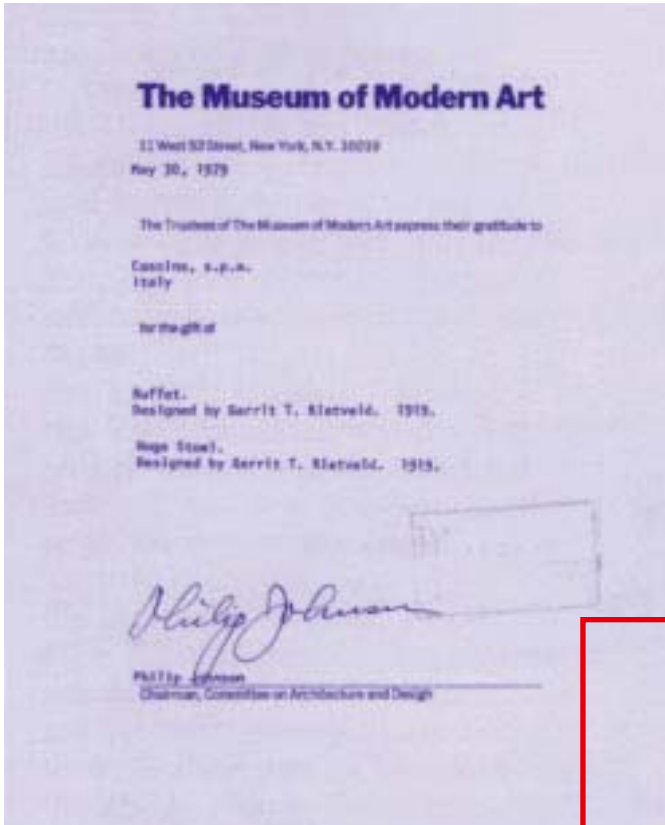 The Museum of Modern Art
11 West 53 Street, New York, N.Y. 10019
May 30, 1979
The Trustees of The Museum of Modern Art express their gratitude to
Cassina, s.p.a.
Italy
for the gift of
Buffet.
Designed by Gerrit T. Rietveld. 1919.
Designed by Gerrit T. Rietveld. 1919.
Philip Johnson
Philip Johnson
Chairman, Committee on Architecture and Design